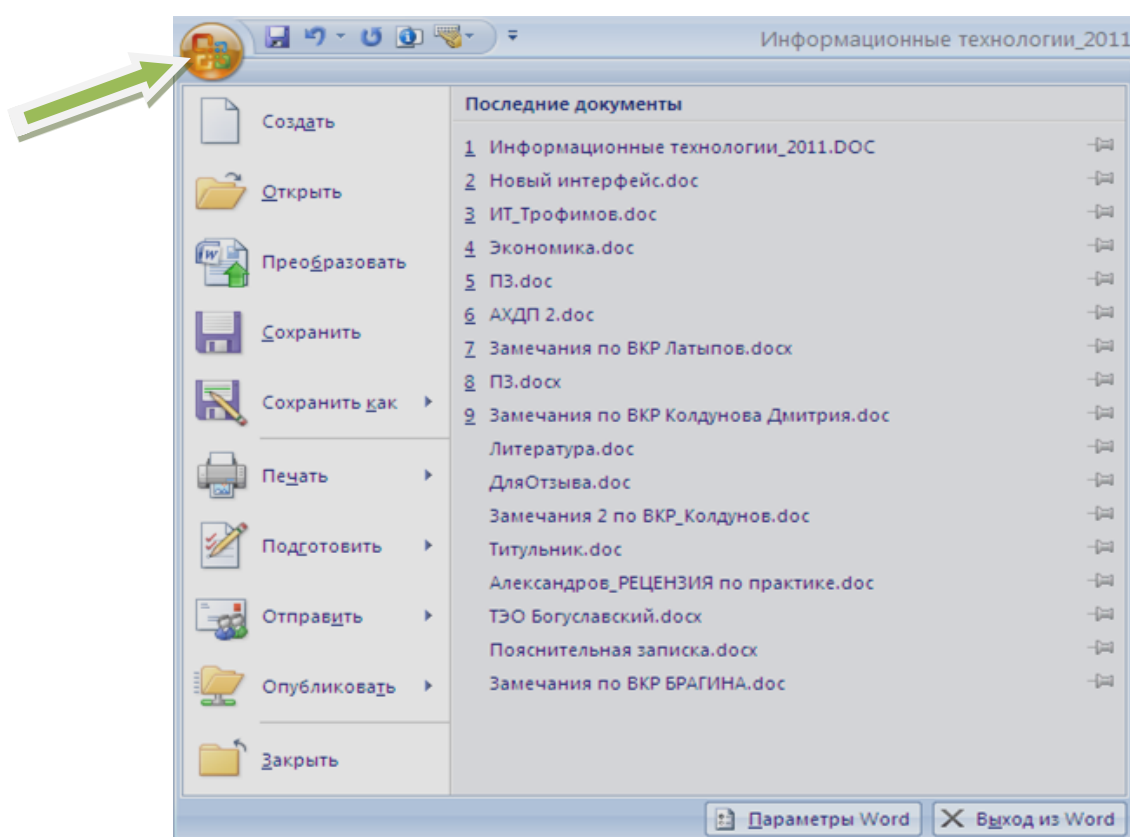 Информационные технологии_2011
Создать
Открыть
Преобразовать
Сохранить
Сохранить как
Печать
Подготовить
Отправить
Опубликовать
Закрыть
Последние документы
1 Информационные технологии_2011.DOC
2 Новый интерфейс.doc
3 ИТ_Трофимов.doc
4 Экономика.doc
5 ПЗ.doc
6 АХДП 2.doc
7 Замечания по ВКР Латыпов.docx
8 ПЗ.docx
9 Замечания по ВКР Колдунова Дмитрия.doc
Литература.doc
ДляОтзыва.doc
Замечания 2 по ВКР_Колдунов.doc
Титульник.doc
Александров_РЕЦЕНЗИЯ по практике.doc
ТЭО Богуславский.docx
Пояснительная записка.docx
Замечания по ВКР БРАГИНА.doc
Параметры Word
Выход из Word